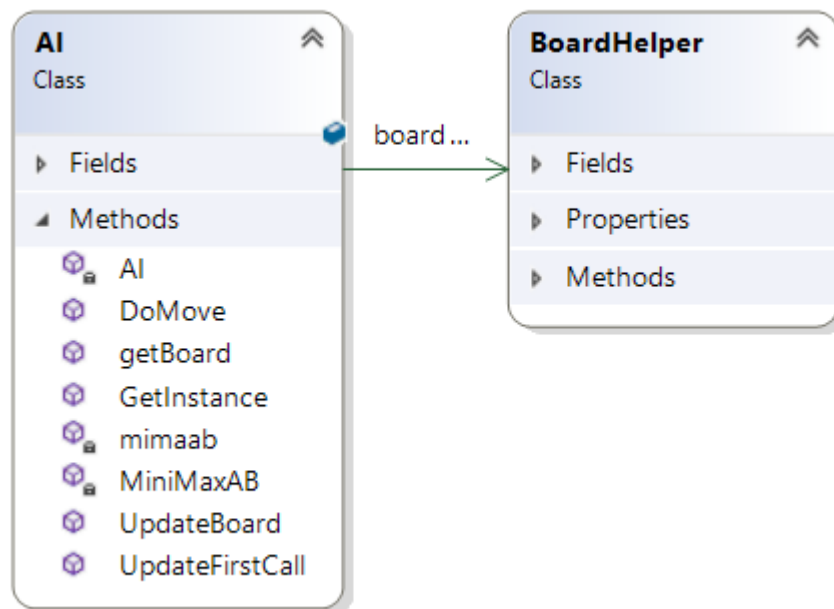 AI
Class
Fields
Methods
AI
DoMove
getBoard
GetInstance
mimaab
MiniMaxAB
UpdateBoard
UpdateFirstCall
board...
BoardHelper
Class
Fields
Properties
Methods